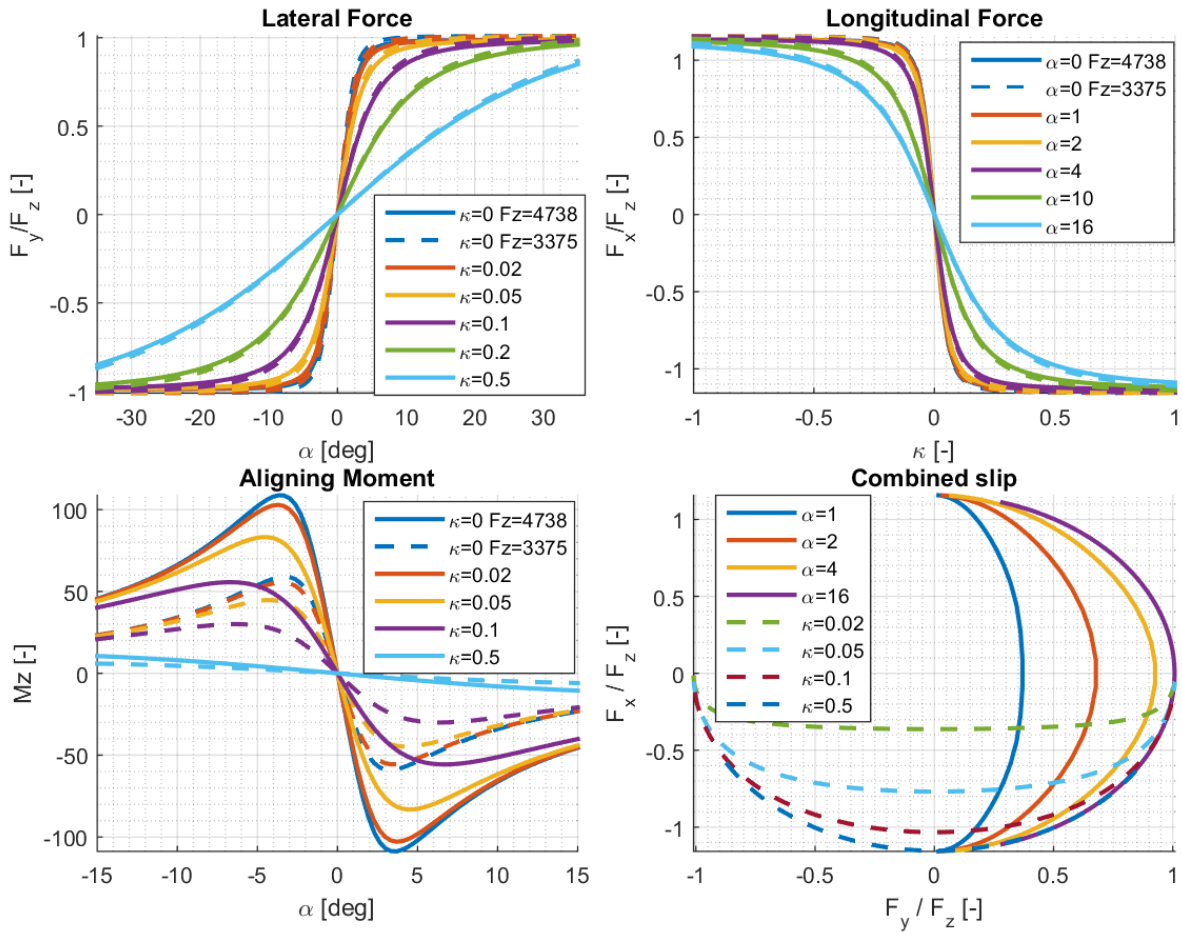 Lateral Force
1
0.5
0
-0.5
-1
F_y/F_z [-]
κ=0 Fz=4738
κ=0 Fz=3375
κ=0.02
κ=0.05
κ=0.1
κ=0.2
κ=0.5
-30 -20 -10 0 10 20 30
α [deg]
Longitudinal Force
1
0.5
0
-0.5
-1
F_x/F_z [-]
α=0 Fz=4738
α=0 Fz=3375
α=1
α=2
α=4
α=10
α=16
-1 -0.5 0 0.5 1
κ [-]
Aligning Moment
100
50
0
-50
-100
Mz [-]
κ=0 Fz=4738
κ=0 Fz=3375
κ=0.02
κ=0.05
κ=0.1
κ=0.5
-15 -10 -5 0 5 10 15
α [deg]
Combined slip
1
0.5
0
-0.5
-1
F_x / F_z [-]
α=1
α=2
α=4
α=16
κ=0.02
κ=0.05
κ=0.1
κ=0.5
-1 -0.5 0 0.5 1
F_y / F_z [-]